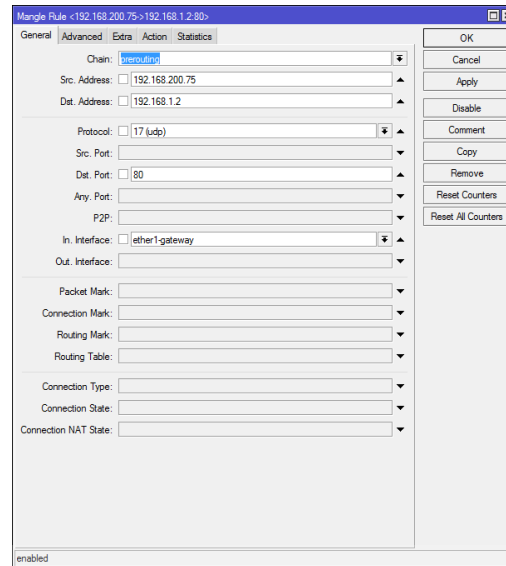 Mangle Rule <192.168.200.75->192.168.1.2:80>
General Advanced Extra Action Statistics
Chain: prerouting
Src. Address: 192.168.200.75
Dst. Address: 192.168.1.2
Protocol: 17 (udp)
Src. Port:
Dst. Port: 80
Any. Port:
P2P:
In. Interface: ether1-gateway
Out. Interface:
Packet Mark:
Connection Mark:
Routing Mark:
Routing Table:
Connection Type:
Connection State:
Connection NAT State:
OK
Cancel
Apply
Disable
Comment
Copy
Remove
Reset Counters
Reset All Counters
enabled